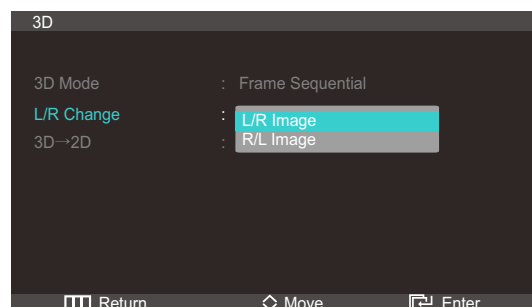 3D
3D Mode : Frame Sequential
L/R Change : L/R Image
R/L Image
3D→2D :
Return Move Enter